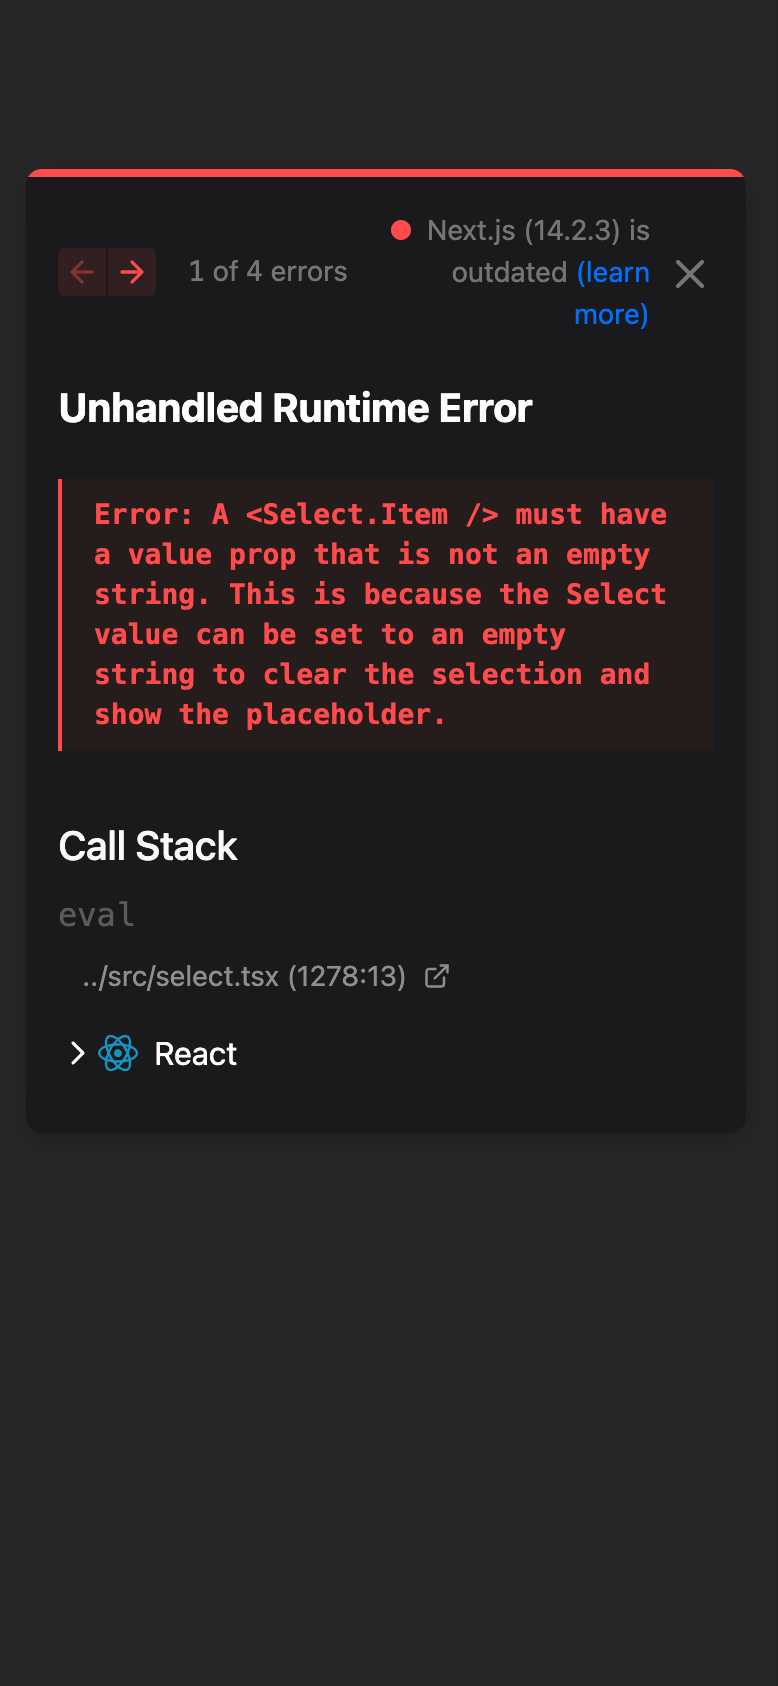 Next.js (14.2.3) is
1 of 4 errors
outdated (learn
more)
Unhandled Runtime Error
Error: A <Select.Item /> must have
a value prop that is not an empty
string. This is because the Select
value can be set to an empty
string to clear the selection and
show the placeholder.
Call Stack
eval
../src/select.tsx (1278:13)
React